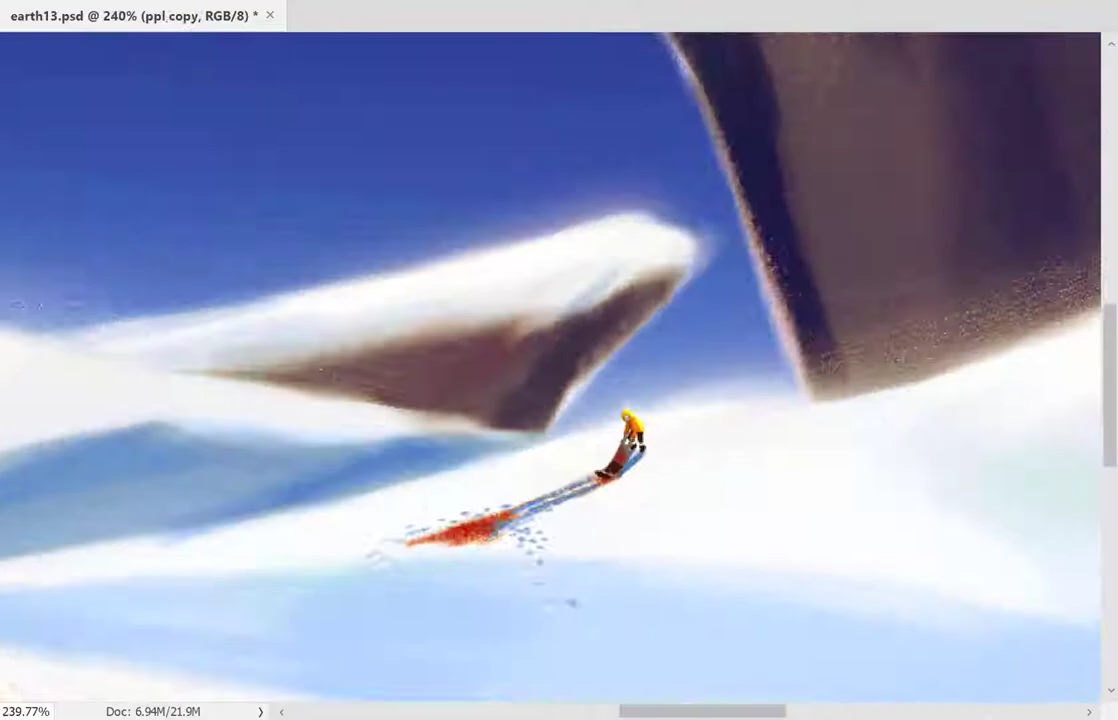 earth13.psd @ 240% (ppl copy, RGB/8) *
239.77% Doc: 6.94M/21.9M